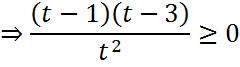 ⇒ (t − 1)(t − 3) / t² ≥ 0